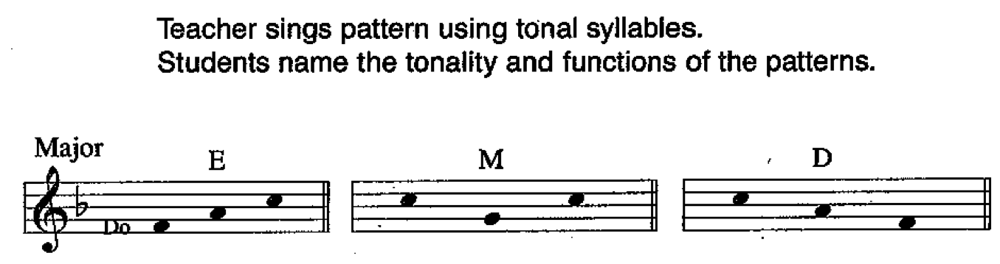 Teacher sings pattern using tonal syllables.
Students name the tonality and functions of the patterns.
Major
E
M
D
Do